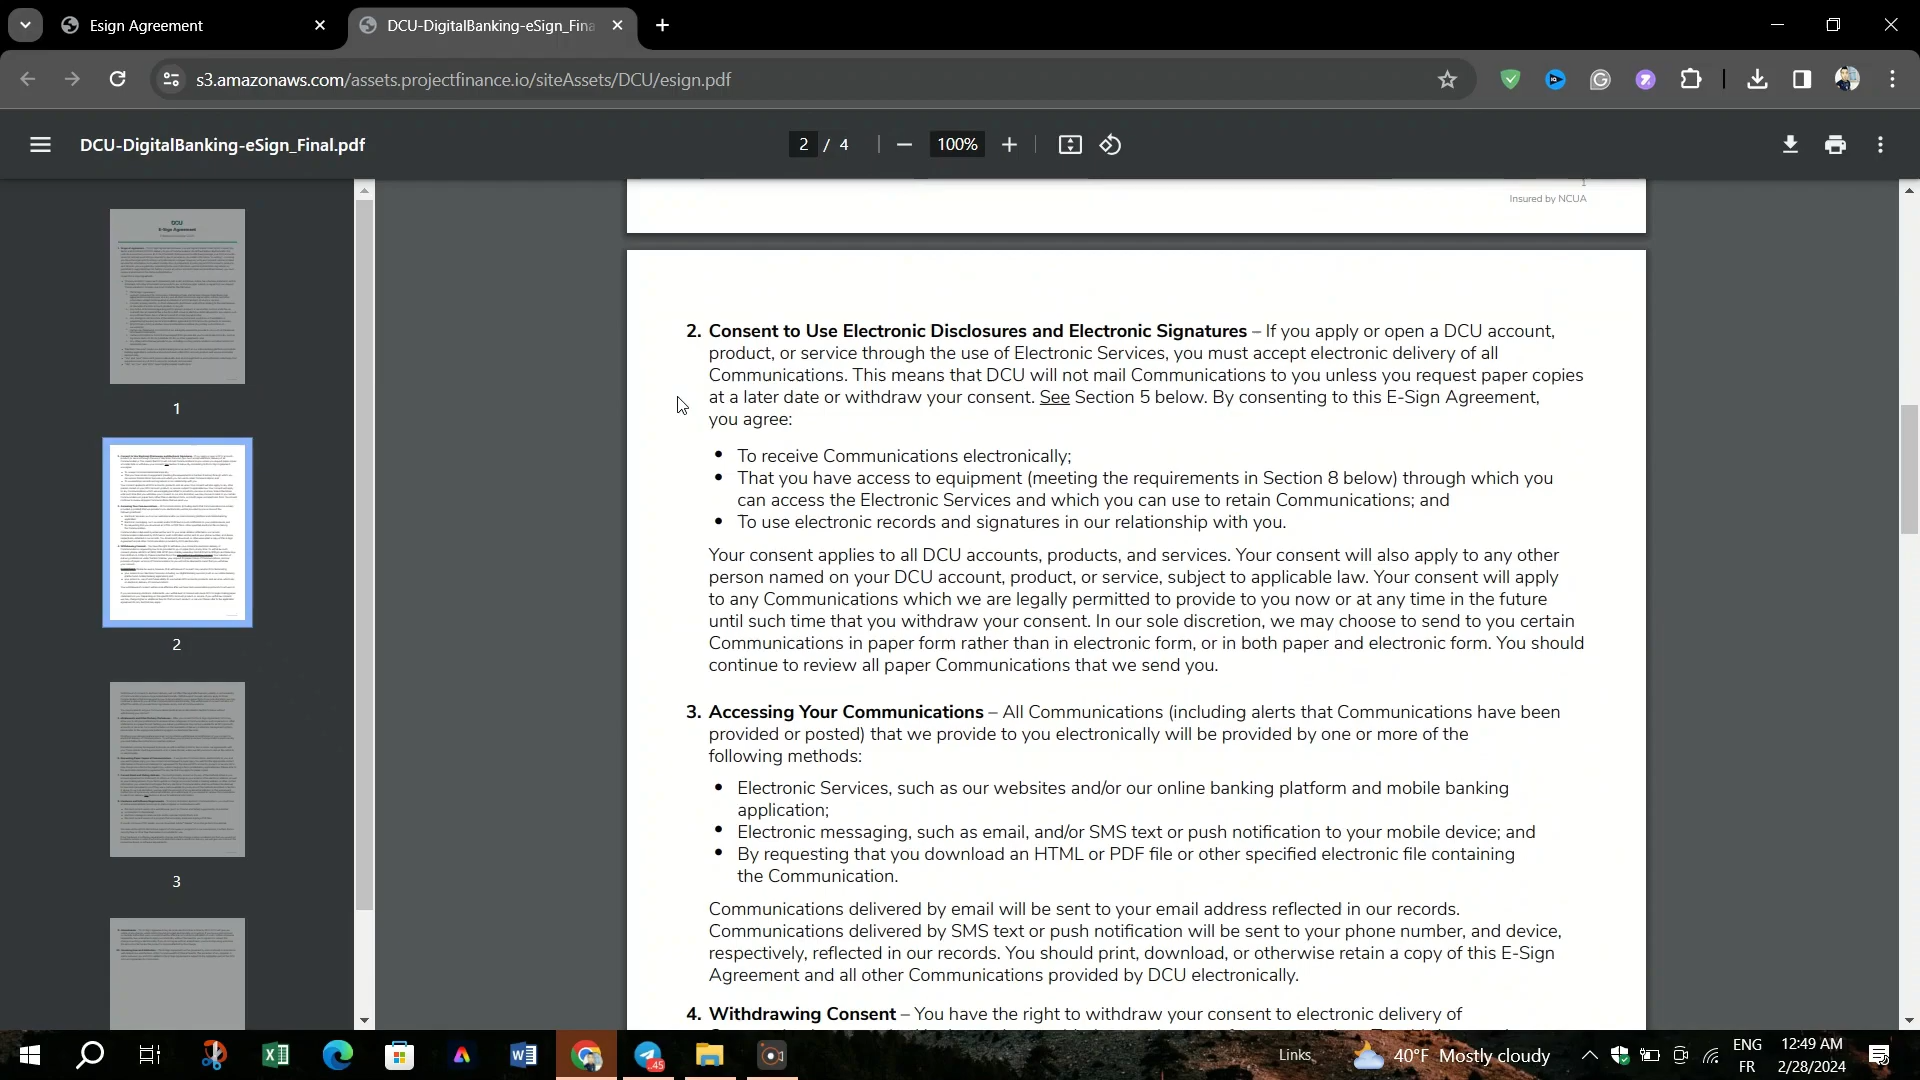 Esign Agreement
DCU-DigitalBanking-eSign_Fina
s3.amazonaws.com/assets.projectfinance.io/siteAssets/DCU/esign.pdf
DCU-DigitalBanking-eSign_Final.pdf
2 / 4
100%
1
2
3
1
Insured by NCUA
2. Consent to Use Electronic Disclosures and Electronic Signatures – If you apply or open a DCU account,
product, or service through the use of Electronic Services, you must accept electronic delivery of all
Communications. This means that DCU will not mail Communications to you unless you request paper copies
at a later date or withdraw your consent. See Section 5 below. By consenting to this E-Sign Agreement,
you agree:
• To receive Communications electronically;
• That you have access to equipment (meeting the requirements in Section 8 below) through which you
can access the Electronic Services and which you can use to retain Communications; and
• To use electronic records and signatures in our relationship with you.
Your consent applies to all DCU accounts, products, and services. Your consent will also apply to any other
person named on your DCU account, product, or service, subject to applicable law. Your consent will apply
to any Communications which we are legally permitted to provide to you now or at any time in the future
until such time that you withdraw your consent. In our sole discretion, we may choose to send to you certain
Communications in paper form rather than in electronic form, or in both paper and electronic form. You should
continue to review all paper Communications that we send you.
3. Accessing Your Communications – All Communications (including alerts that Communications have been
provided or posted) that we provide to you electronically will be provided by one or more of the
following methods:
• Electronic Services, such as our websites and/or our online banking platform and mobile banking
application;
• Electronic messaging, such as email, and/or SMS text or push notification to your mobile device; and
• By requesting that you download an HTML or PDF file or other specified electronic file containing
the Communication.
Communications delivered by email will be sent to your email address reflected in our records.
Communications delivered by SMS text or push notification will be sent to your phone number, and device,
respectively, reflected in our records. You should print, download, or otherwise retain a copy of this E-Sign
Agreement and all other Communications provided by DCU electronically.
4. Withdrawing Consent – You have the right to withdraw your consent to electronic delivery of
45
Links
40°F Mostly cloudy
ENG
FR
12:49 AM
2/28/2024